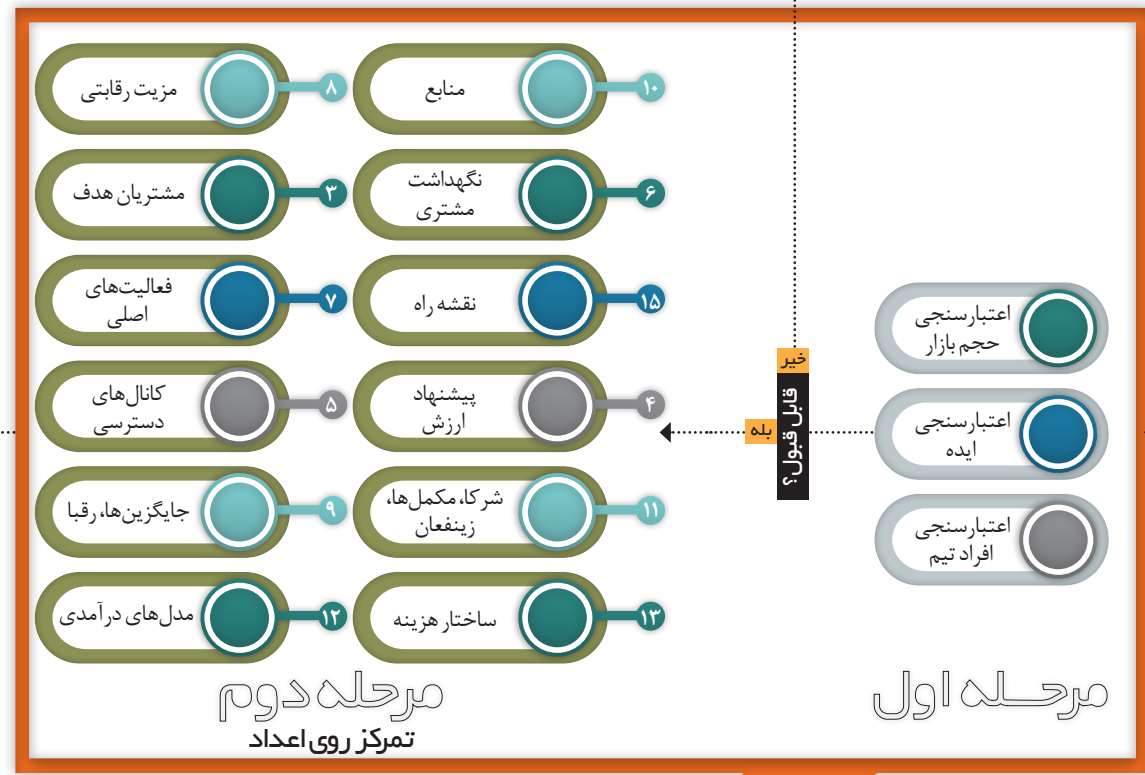 اعتبارسنجی
حجم بازار
اعتبارسنجی
ایده
اعتبارسنجی
افراد تیم
مرحله اول
خیر
قابل قبول؟
بله
۱۰
منابع
۸
مزیت رقابتی
۶
نگهداشت
مشتری
۳
مشتریان هدف
۱۵
نقشه راه
۷
فعالیت‌های
اصلی
۴
پیشنهاد
ارزش
۵
کانال‌های
دسترسی
۱۱
شرکا، مکمل‌ها،
زینفعان
۹
جایگزین‌ها، رقبا
۱۳
ساختار هزینه
۱۲
مدل‌های درآمدی
مرحله دوم
تمرکز روی اعداد